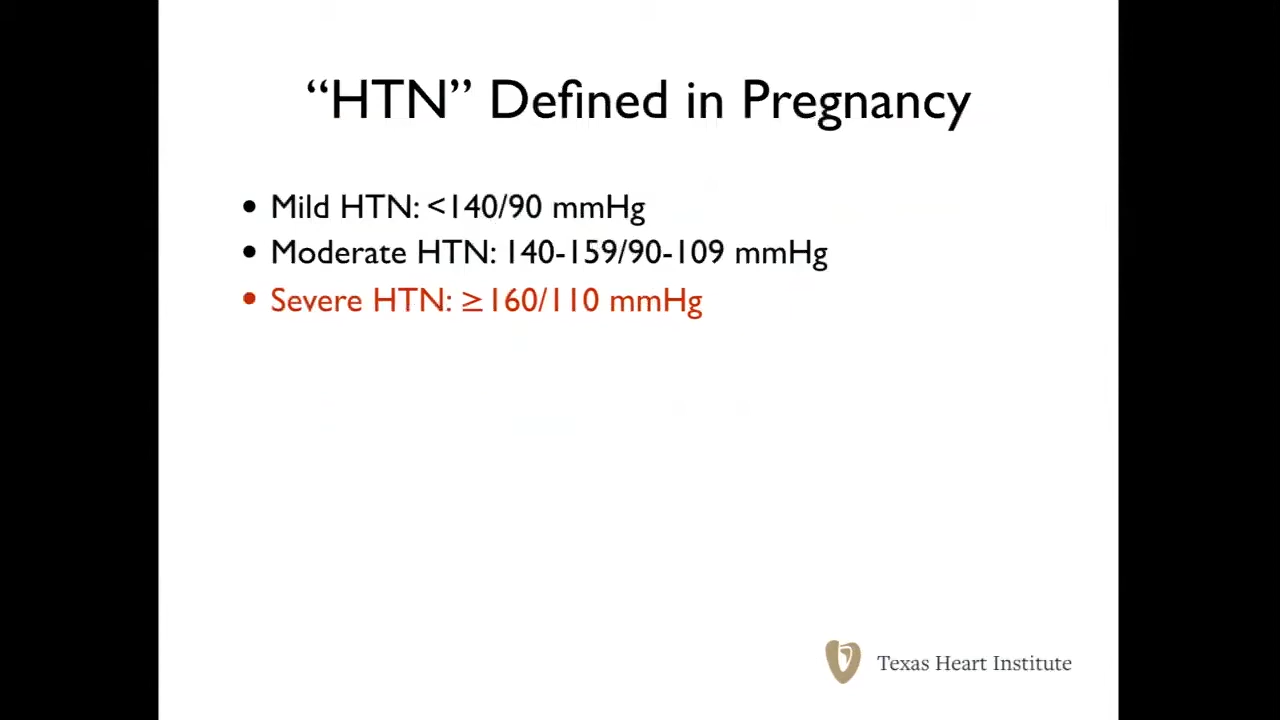 “HTN” Defined in Pregnancy
• Mild HTN: <140/90 mmHg
• Moderate HTN: 140-159/90-109 mmHg
• Severe HTN: ≥160/110 mmHg
Texas Heart Institute